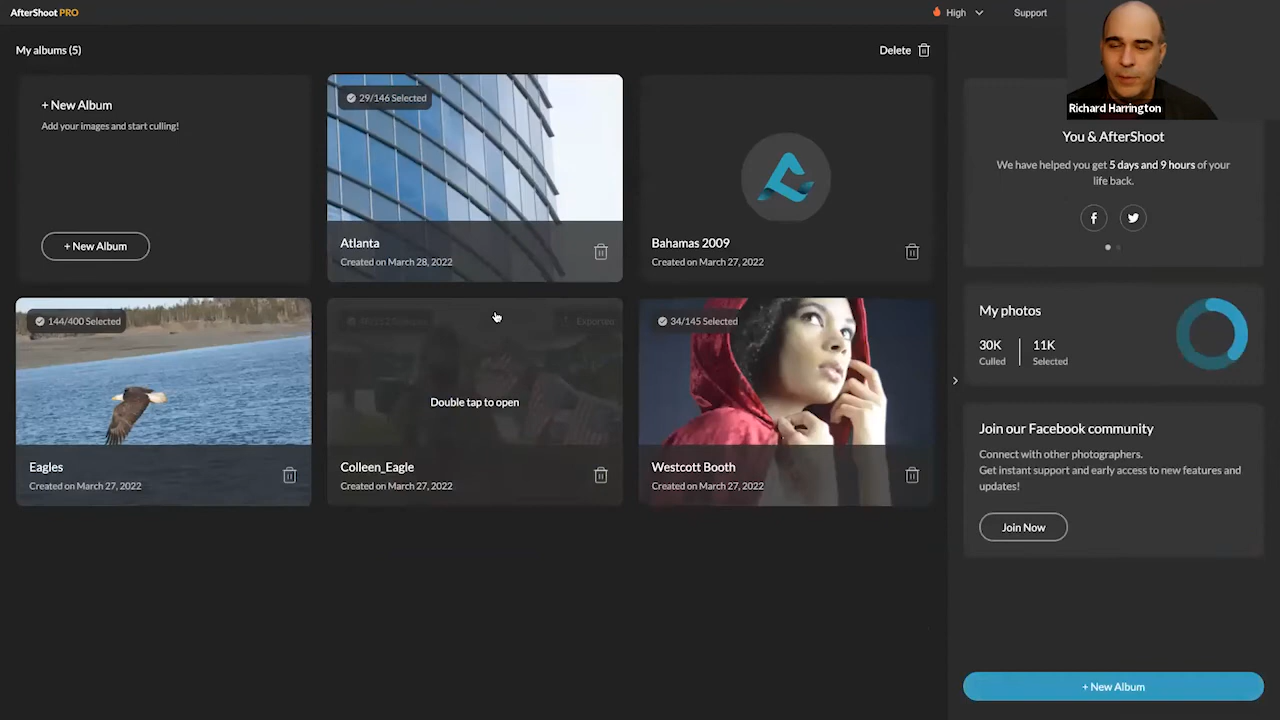 AfterShoot PRO
High
Support
My albums (5)
Delete
Richard Harrington
+ New Album
Add your images and start culling!
+ New Album
29/146 Selected
Atlanta
Created on March 28, 2022
Bahamas 2009
Created on March 27, 2022
144/400 Selected
Eagles
Created on March 27, 2022
Exported
Double tap to open
Colleen_Eagle
Created on March 27, 2022
34/145 Selected
Westcott Booth
Created on March 27, 2022
You & AfterShoot
We have helped you get 5 days and 9 hours of your
life back.
My photos
30K
Culled
11K
Selected
Join our Facebook community
Connect with other photographers.
Get instant support and early access to new features and
updates!
Join Now
+ New Album